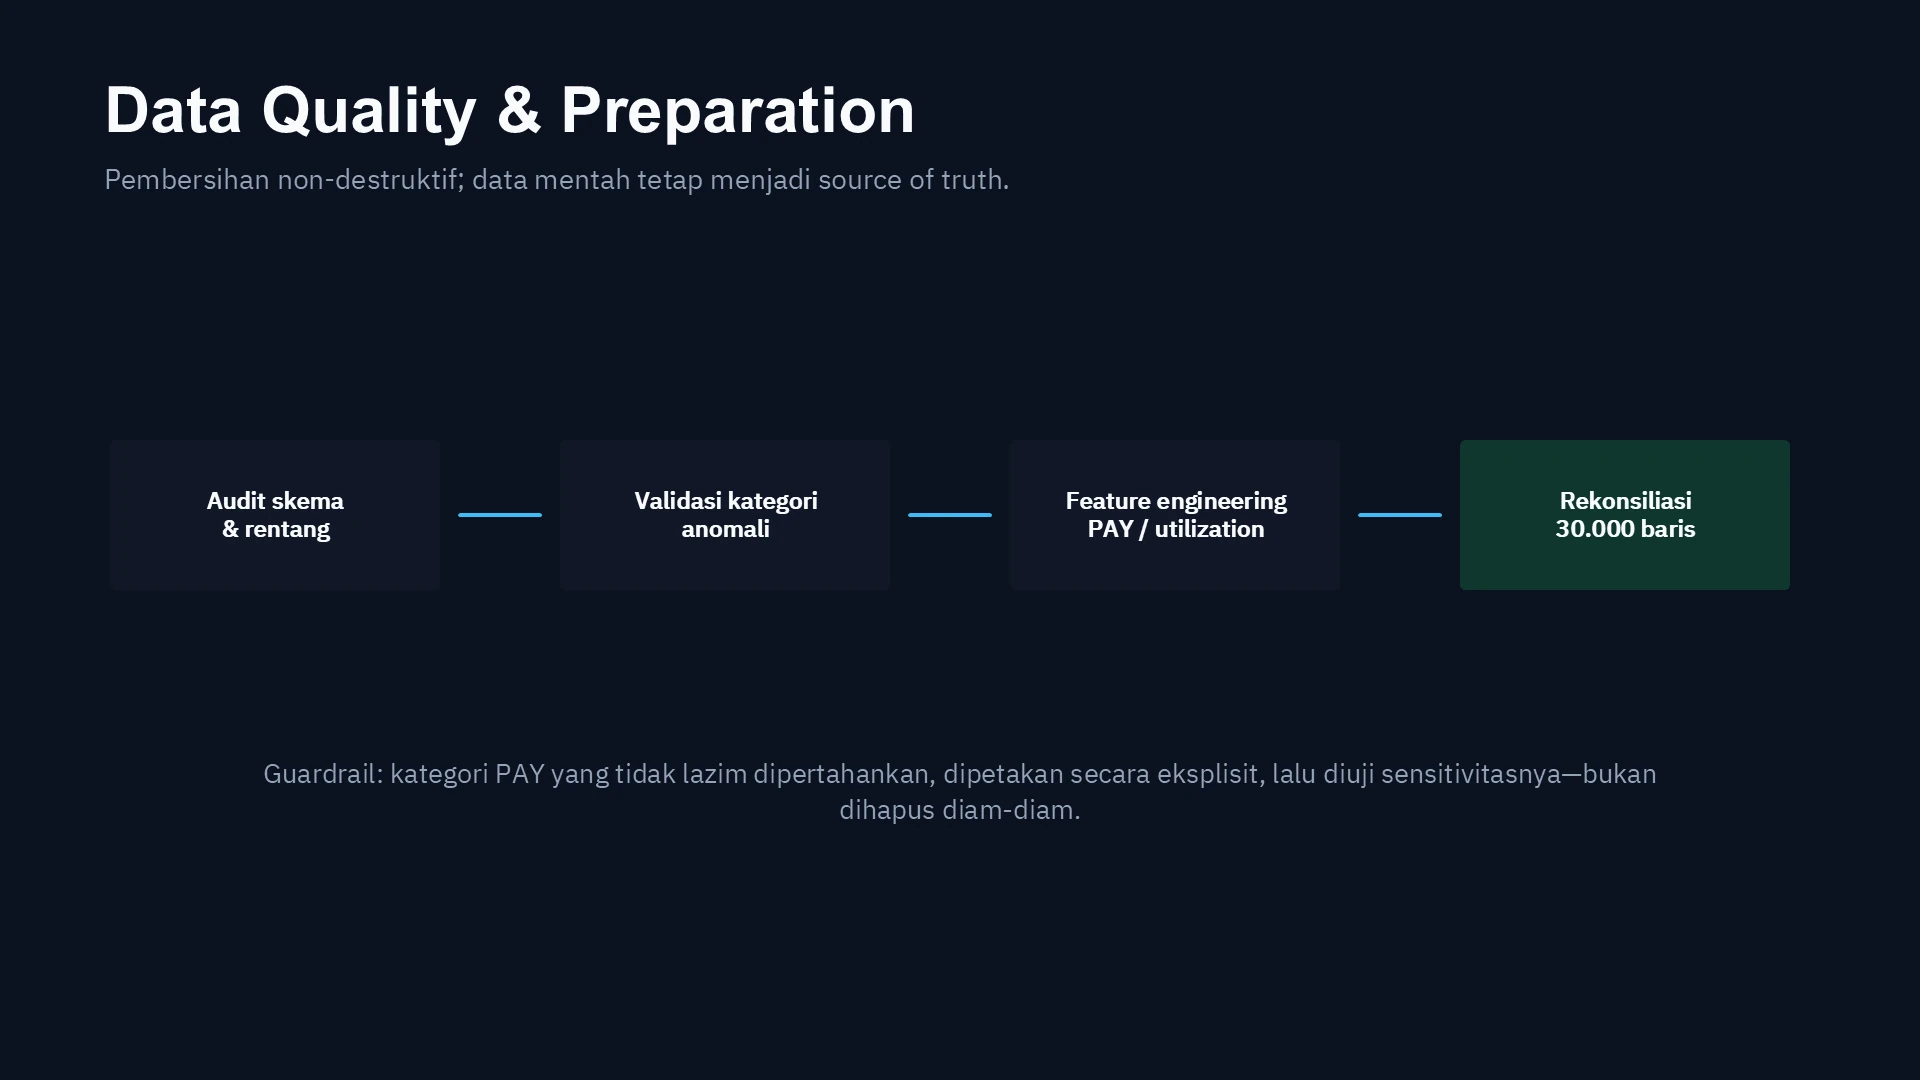 Data Quality & Preparation
Pembersihan non-destruktif; data mentah tetap menjadi source of truth.
Audit skema
& rentang
Validasi kategori
anomali
Feature engineering
PAY / utilization
Rekonsiliasi
30.000 baris
Guardrail: kategori PAY yang tidak lazim dipertahankan, dipetakan secara eksplisit, lalu diuji sensitivitasnya—bukan
dihapus diam-diam.